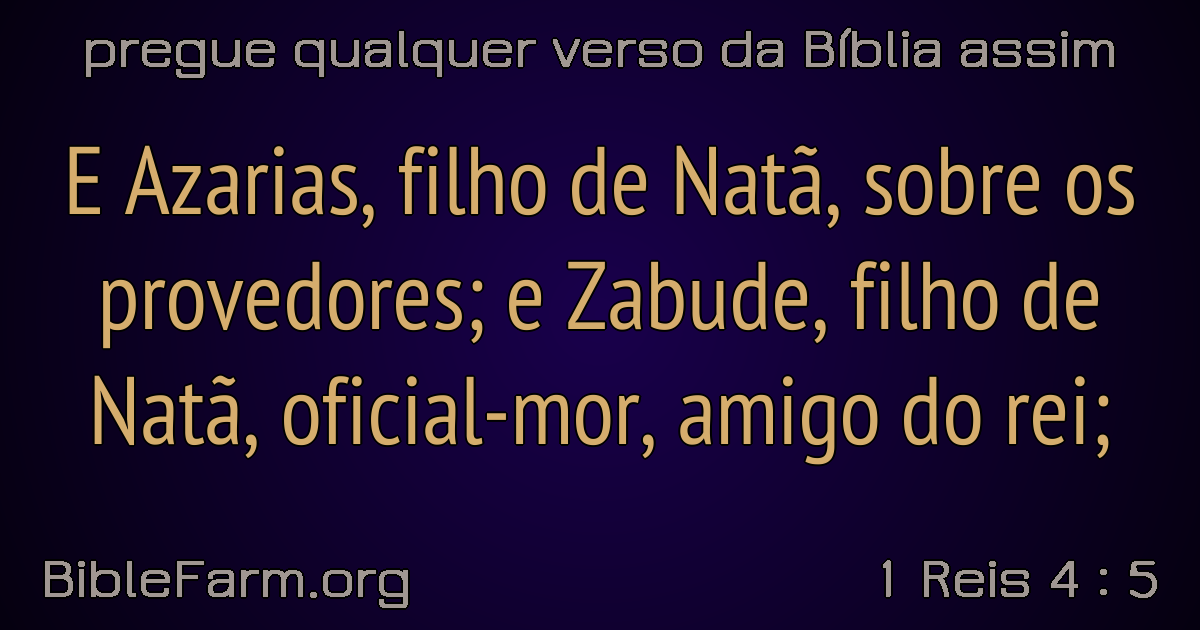 pregue qualquer verso da Bíblia assim
E Azarias, filho de Natã, sobre os
provedores; e Zabude, filho de
Natã, oficial-mor, amigo do rei;
BibleFarm.org
1 Reis 4 : 5